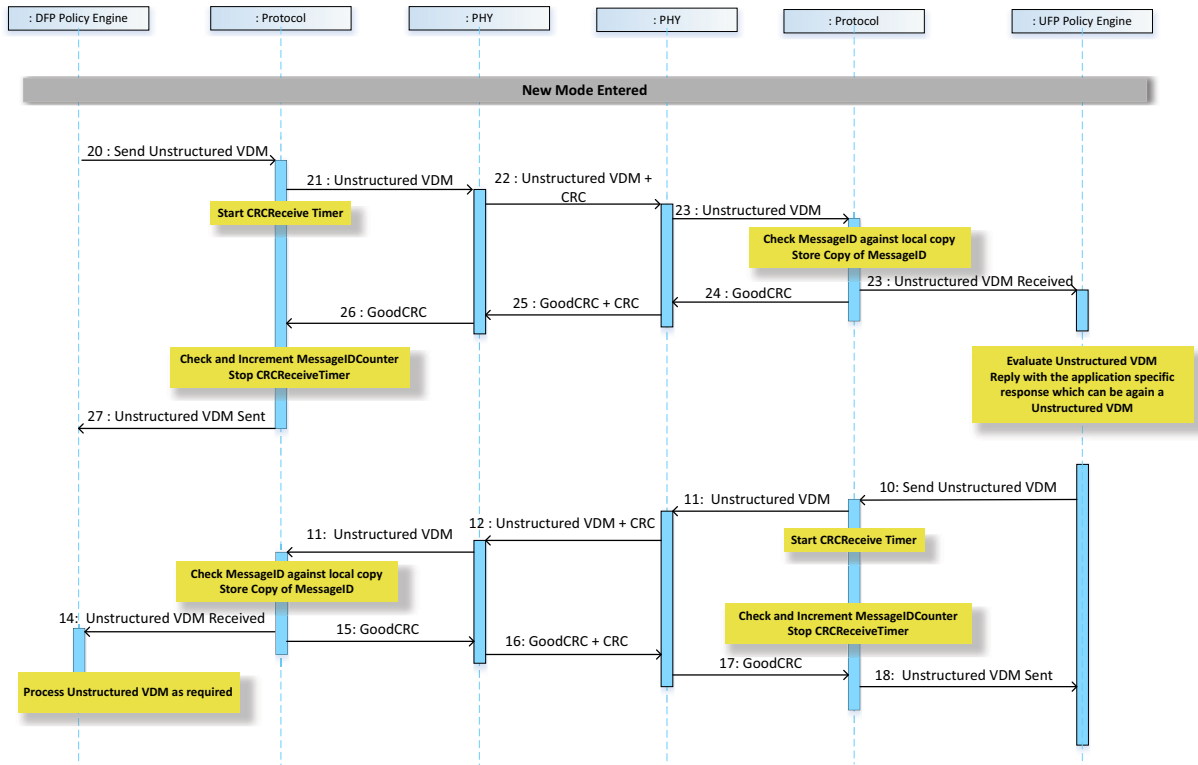 : DFP Policy Engine
: Protocol
: PHY
: PHY
: Protocol
: UFP Policy Engine
New Mode Entered
20 : Send Unstructured VDM
21 : Unstructured VDM
22 : Unstructured VDM +
CRC
23 : Unstructured VDM
Start CRCReceive Timer
Check MessageID against local copy
Store Copy of MessageID
23 : Unstructured VDM Received
24 : GoodCRC
25 : GoodCRC + CRC
26 : GoodCRC
Check and Increment MessageIDCounter
Stop CRCReceiveTimer
Evaluate Unstructured VDM
Reply with the application specific
response which can be again a
Unstructured VDM
27 : Unstructured VDM Sent
10: Send Unstructured VDM
11:  Unstructured VDM
12 : Unstructured VDM + CRC
11:  Unstructured VDM
Start CRCReceive Timer
Check MessageID against local copy
Store Copy of MessageID
14:  Unstructured VDM Received
15: GoodCRC
16: GoodCRC + CRC
Check and Increment MessageIDCounter
Stop CRCReceiveTimer
17: GoodCRC
18:  Unstructured VDM Sent
Process Unstructured VDM as required